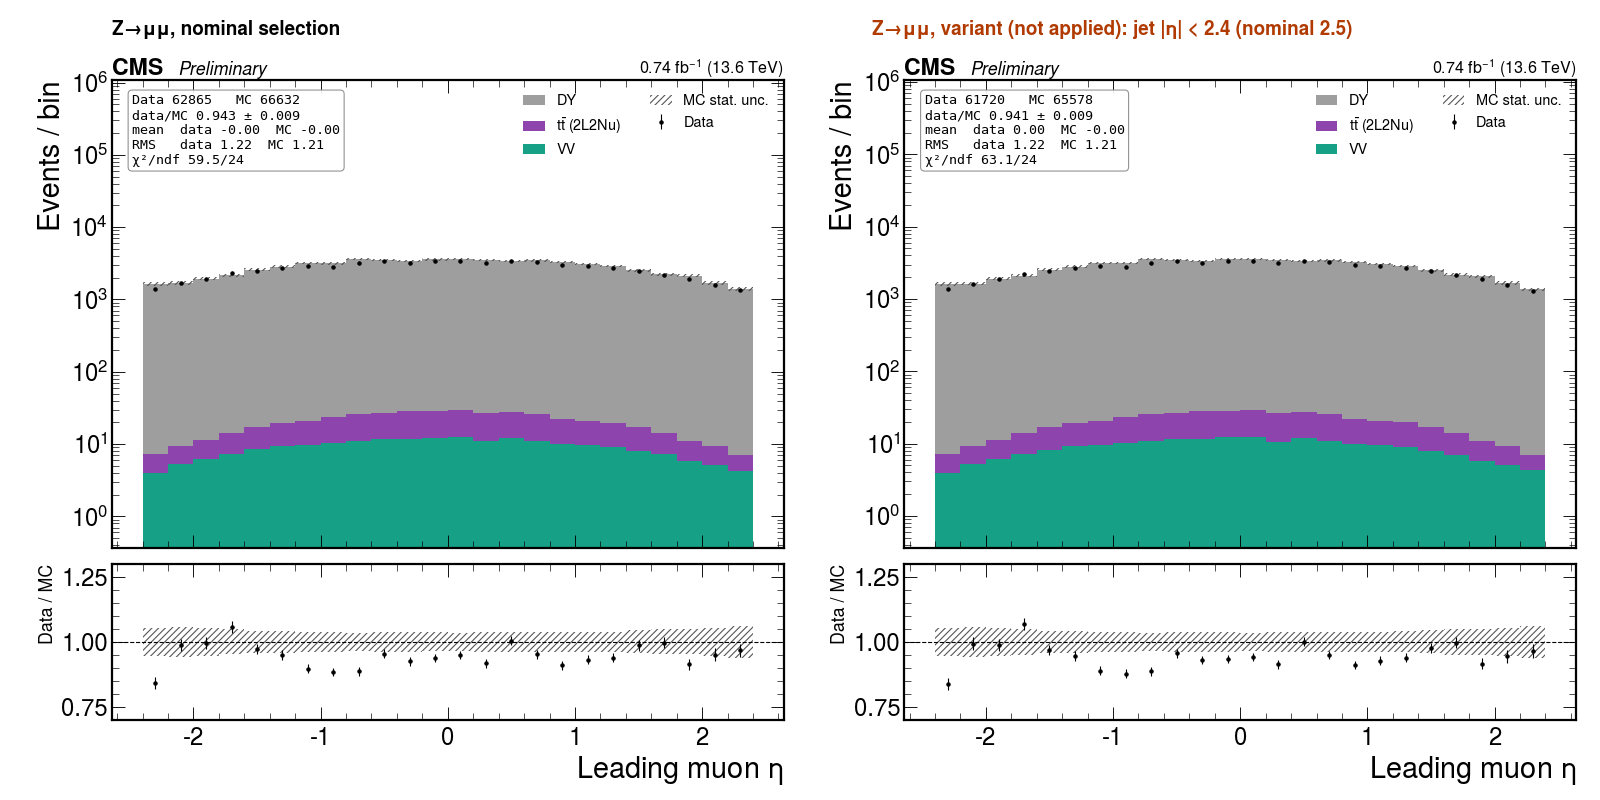 Z→μμ, nominal selection
CMS Preliminary 0.74 fb⁻¹ (13.6 TeV)
Data 62865 MC 66632
data/MC 0.943 ± 0.009
mean data -0.00 MC -0.00
RMS data 1.22 MC 1.21
χ²/ndf 59.5/24
DY
tt̄ (2L2Nu)
VV
MC stat. unc.
Data
Events / bin
10⁶
10⁵
10⁴
10³
10²
10¹
10⁰
Data / MC
1.25
1.00
0.75
-2 -1 0 1 2
Leading muon η
Z→μμ, variant (not applied): jet |η| < 2.4 (nominal 2.5)
CMS Preliminary 0.74 fb⁻¹ (13.6 TeV)
Data 61720 MC 65578
data/MC 0.941 ± 0.009
mean data 0.00 MC -0.00
RMS data 1.22 MC 1.21
χ²/ndf 63.1/24
DY
tt̄ (2L2Nu)
VV
MC stat. unc.
Data
Events / bin
10⁶
10⁵
10⁴
10³
10²
10¹
10⁰
Data / MC
1.25
1.00
0.75
-2 -1 0 1 2
Leading muon η